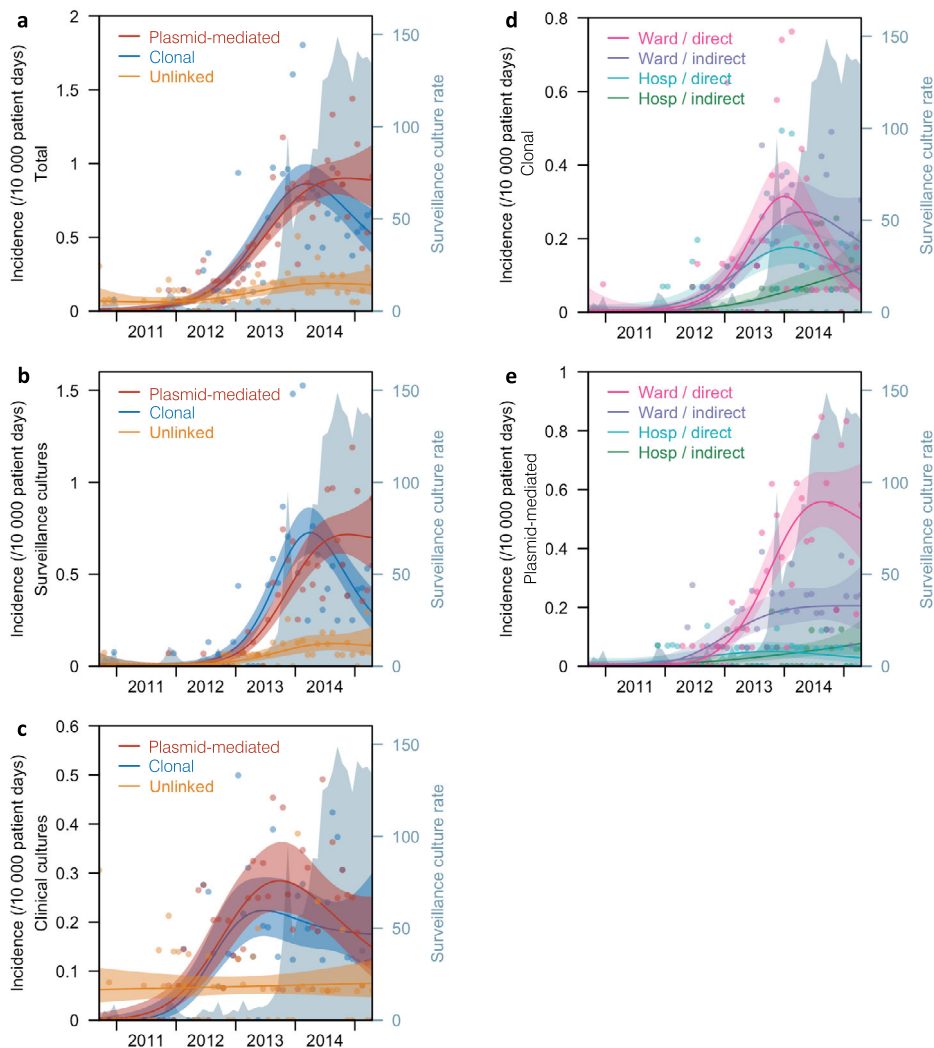 a
Incidence (/10 000 patient days)
Total
Plasmid-mediated
Clonal
Unlinked
2
1.5
1
0.5
0
150
100
50
0
Surveillance culture rate
2011 2012 2013 2014
d
Incidence (/10 000 patient days)
Clonal
Ward / direct
Ward / indirect
Hosp / direct
Hosp / indirect
0.8
0.6
0.4
0.2
0
150
100
50
0
Surveillance culture rate
2011 2012 2013 2014
b
Incidence (/10 000 patient days)
Surveillance cultures
Plasmid-mediated
Clonal
Unlinked
1.5
1
0.5
0
150
100
50
0
Surveillance culture rate
2011 2012 2013 2014
e
Incidence (/10 000 patient days)
Plasmid-mediated
Ward / direct
Ward / indirect
Hosp / direct
Hosp / indirect
1
0.8
0.6
0.4
0.2
0
150
100
50
0
Surveillance culture rate
2011 2012 2013 2014
c
Incidence (/10 000 patient days)
Clinical cultures
Plasmid-mediated
Clonal
Unlinked
0.6
0.5
0.4
0.3
0.2
0.1
0
150
100
50
0
Surveillance culture rate
2011 2012 2013 2014